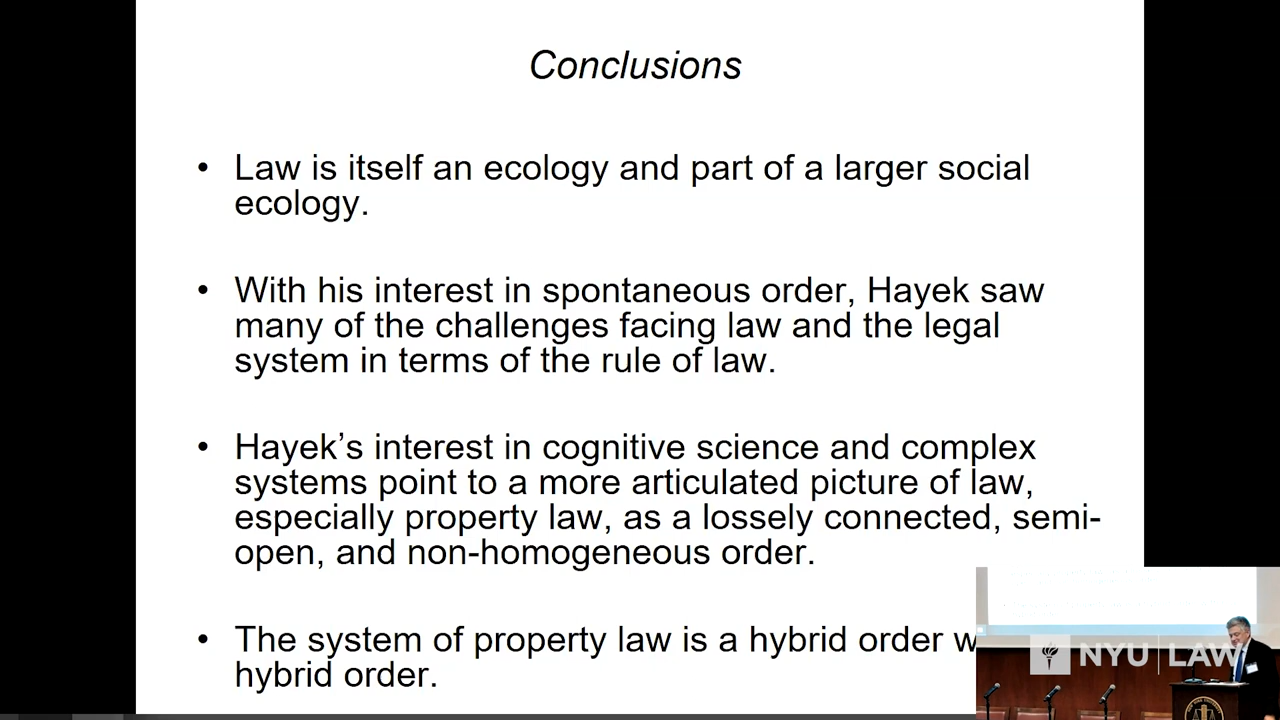 Conclusions
• Law is itself an ecology and part of a larger social
ecology.
• With his interest in spontaneous order, Hayek saw
many of the challenges facing law and the legal
system in terms of the rule of law.
• Hayek’s interest in cognitive science and complex
systems point to a more articulated picture of law,
especially property law, as a lossely connected, semi-
open, and non-homogeneous order.
• The system of property law is a hybrid order
hybrid order.
NYU | LAW